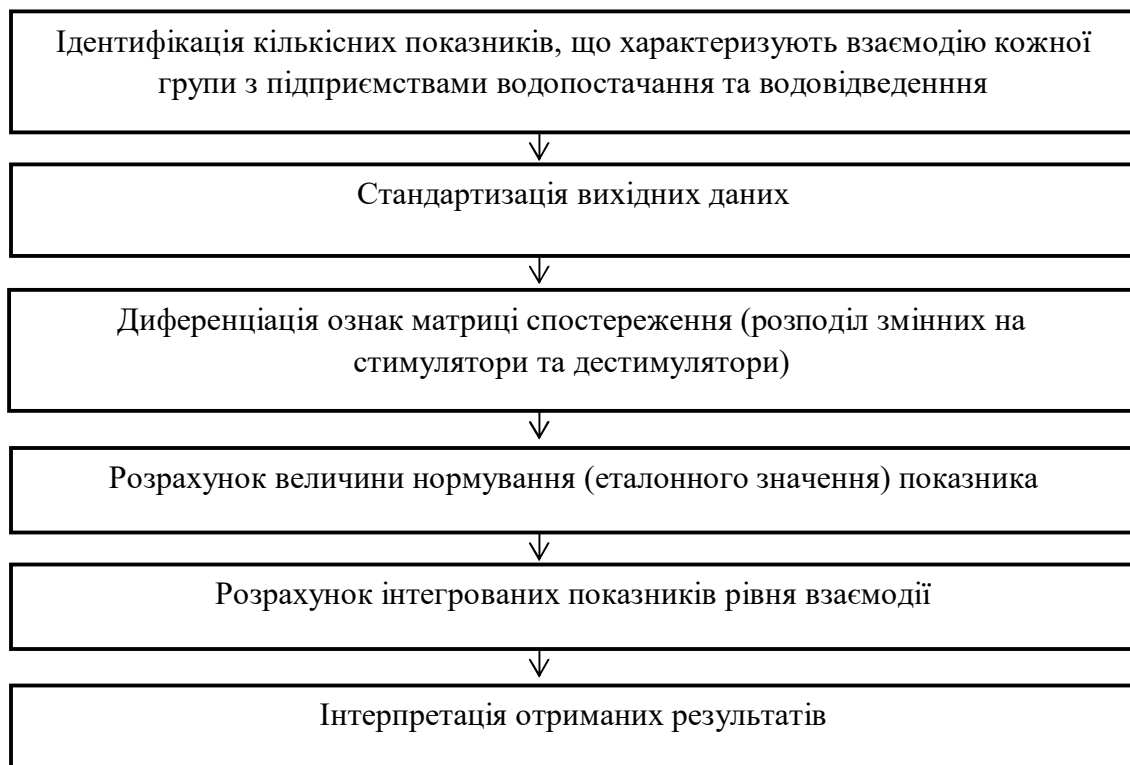 Ідентифікація кількісних показників, що характеризують взаємодію кожної
групи з підприємствами водопостачання та водовідведенння
Стандартизація вихідних даних
Диференціація ознак матриці спостереження (розподіл змінних на
стимулятори та дестимулятори)
Розрахунок величини нормування (еталонного значення) показника
Розрахунок інтегрованих показників рівня взаємодії
Інтерпретація отриманих результатів